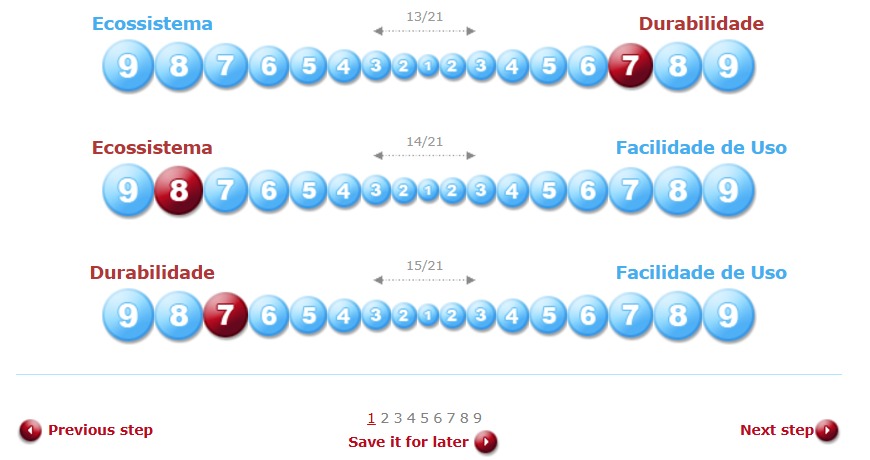 13/21
Ecossistema Durabilidade
9 8 7 6 5 4 3 2 1 2 3 4 5 6 7 8 9
14/21
Ecossistema Facilidade de Uso
9 8 7 6 5 4 3 2 1 2 3 4 5 6 7 8 9
15/21
Durabilidade Facilidade de Uso
9 8 7 6 5 4 3 2 1 2 3 4 5 6 7 8 9
1 2 3 4 5 6 7 8 9
Previous step Save it for later Next step